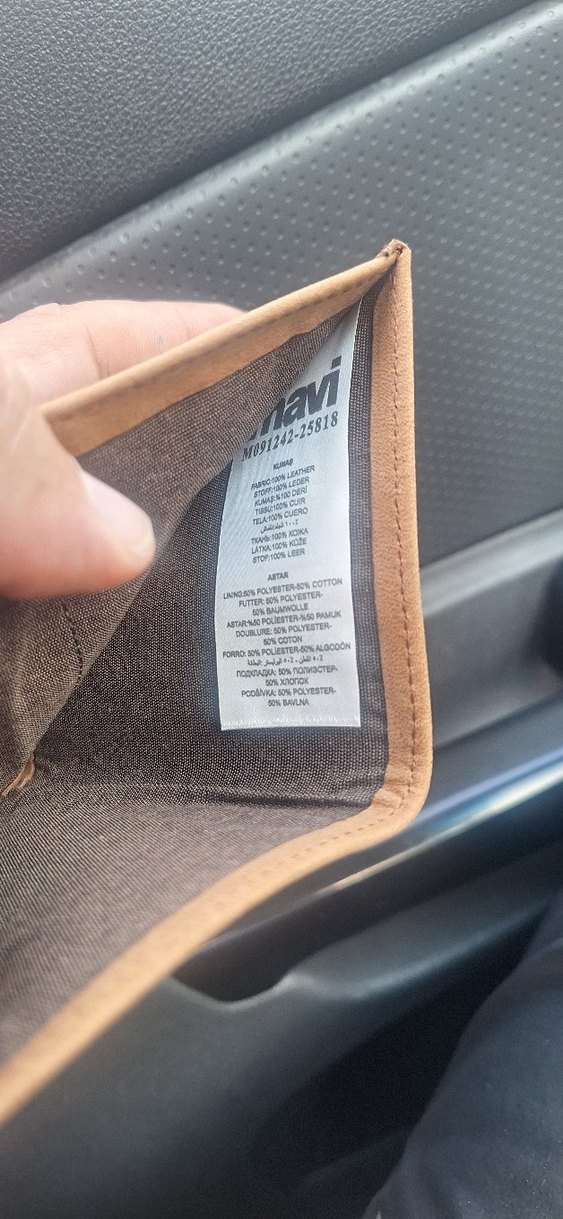 mavi
M091242-25818
KUMAŞ
FABRIC:100% LEATHER
STOFF:100% LEDER
KUMAŞ:%100 DERİ
TISSU:100% CUIR
TELA:100% CUERO
ТКАНЬ:100% КОЖА
LÁTKA:100% KOŽE
STOF:100% LEER
ASTAR
LINING:50% POLYESTER-50% COTTON
FUTTER: 50% POLYESTER-
50% BAUMWOLLE
ASTAR:%50 POLİESTER-%50 PAMUK
DOUBLURE: 50% POLYESTER-
50% COTON
FORRO: 50% POLIESTER-50% ALGODÓN
ПОДКЛАДКА: 50% ПОЛИЭСТЕР-
50% ХЛОПОК
PODŠÍVKA: 50% POLYESTER-
50% BAVLNA